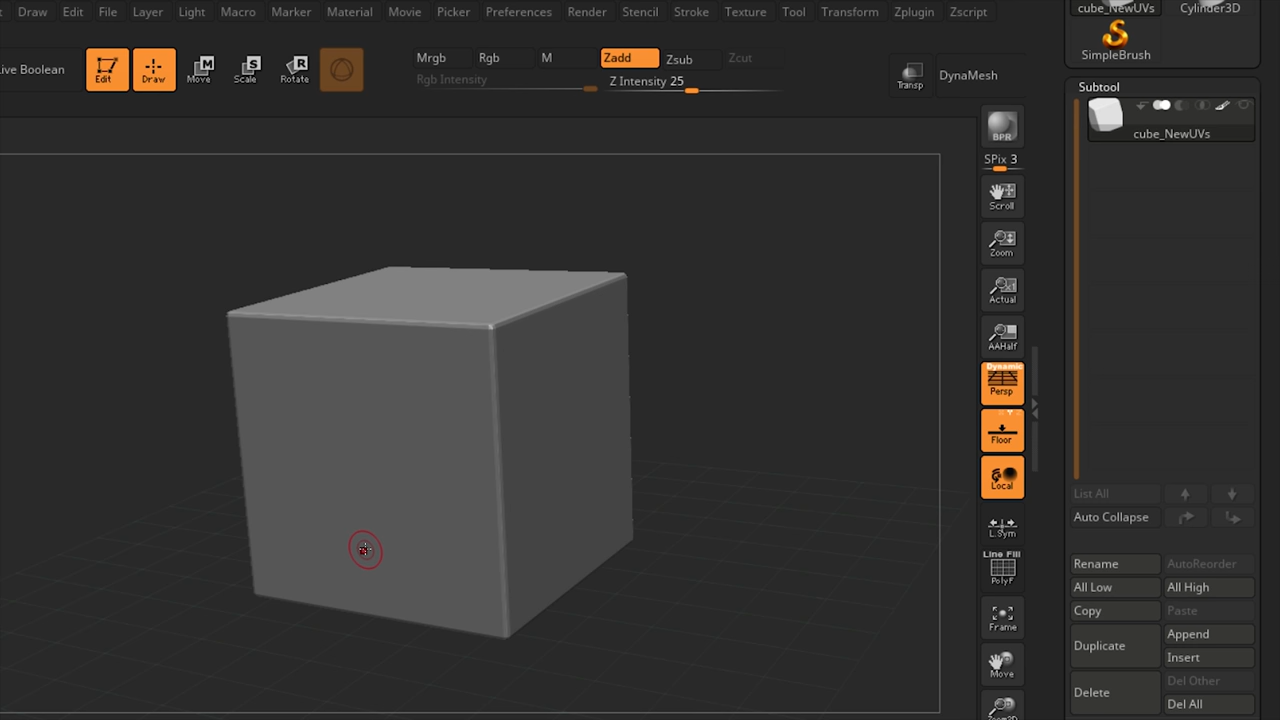 Draw Edit File Layer Light Macro Marker Material Movie Picker Preferences Render Stencil Stroke Texture Tool Transform Zplugin Zscript
cube_NewUVs Cylinder3D
SimpleBrush
ive Boolean
Edit Draw Move Scale Rotate
M S R
Mrgb Rgb M Zadd Zsub Zcut
Rgb Intensity Z Intensity 25
Transp DynaMesh
BPR
SPix 3
Scroll
Zoom
Actual
AAHalf
Dynamic
Persp
Floor
Local
L.Sym
Line Fill
PolyF
Frame
Move
Zoom3D
Subtool
cube_NewUVs
List All
Auto Collapse
Rename AutoReorder
All Low All High
Copy Paste
Duplicate Append
Insert
Delete Del Other
Del All